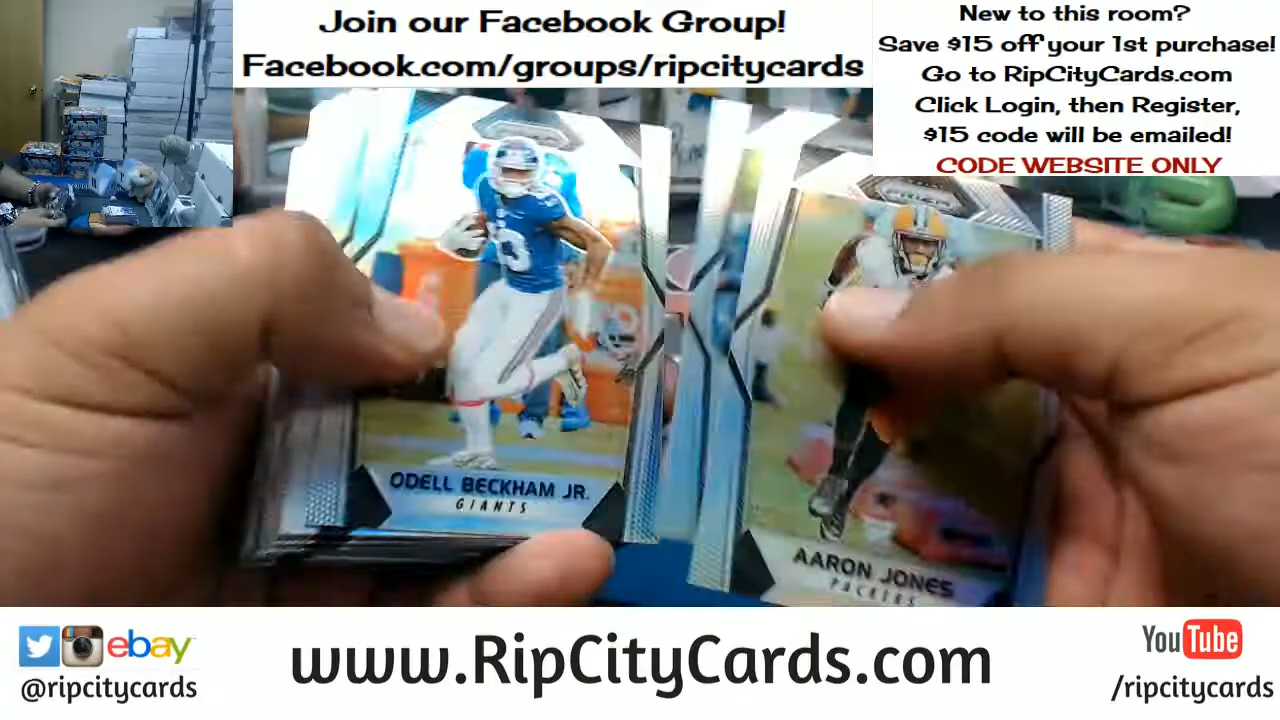 Join our Facebook Group!
Facebook.com/groups/ripcitycards
New to this room?
Save $15 off your 1st purchase!
Go to RipCityCards.com
Click Login, then Register,
$15 code will be emailed!
CODE WEBSITE ONLY
ODELL BECKHAM JR.
GIANTS
AARON JONES
PACKERS
ebay
@ripcitycards
www.RipCityCards.com
YouTube
/ripcitycards